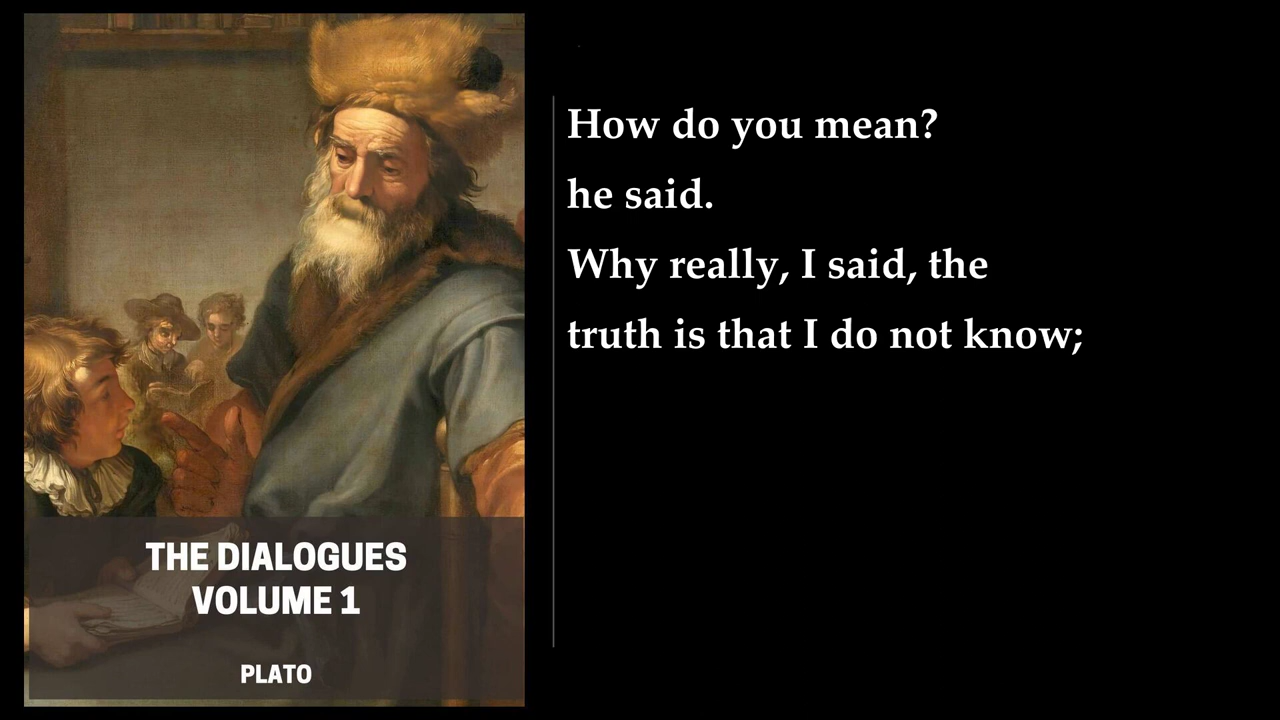 THE DIALOGUES
VOLUME 1
PLATO
How do you mean?
he said.
Why really, I said, the
truth is that I do not know;